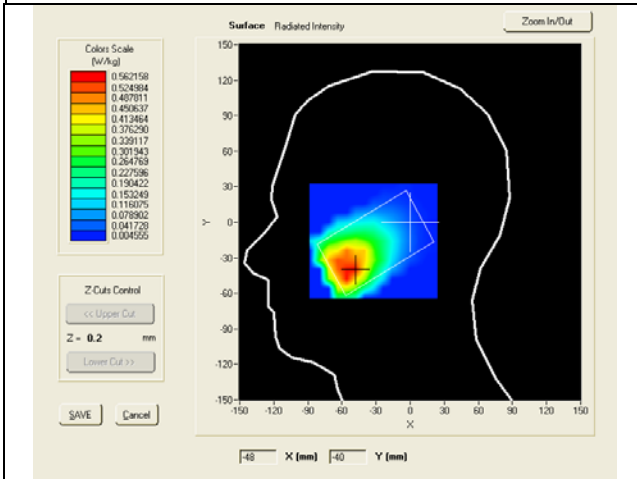 Surface Radiated Intensity
Zoom In/Out
Colors Scale
(W/kg)
0.562158
0.524984
0.487811
0.450637
0.413464
0.376290
0.339117
0.301943
0.264769
0.227596
0.190422
0.153249
0.116075
0.078902
0.041728
0.004555
150
120
90
60
30
0
-30
-60
-90
-120
-150
Y
-150 -120 -90 -60 -30 0 30 60 90 120 150
X
Z-Cuts Control
<< Upper Cut
Z = 0.2 mm
Lower Cut >>
SAVE Cancel
-48 X (mm) -40 Y (mm)